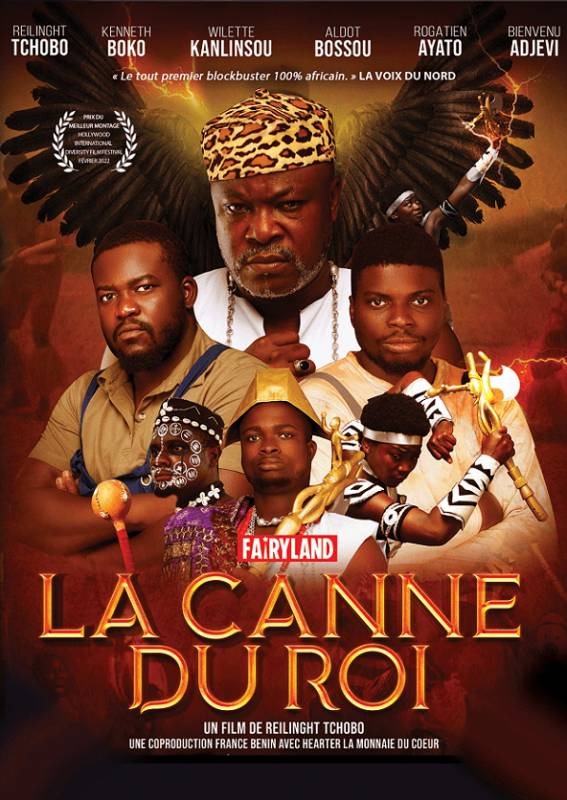 REILINGHT KENNETH WILETTE ALDOT ROGATIEN BIENVENU
TCHOBO BOKO KANLINSOU BOSSOU AYATO ADJEVI
« Le tout premier blockbuster 100% africain. » LA VOIX DU NORD
PRIX DU
MEILLEUR MONTAGE
HOLLYWOOD
INTERNATIONAL
DIVERSITY FILM FESTIVAL
FÉVRIER 2022
FAiRYLAND
LA CANNE
DU ROI
UN FILM DE REILINGHT TCHOBO
UNE COPRODUCTION FRANCE BENIN AVEC HEARTER LA MONNAIE DU COEUR